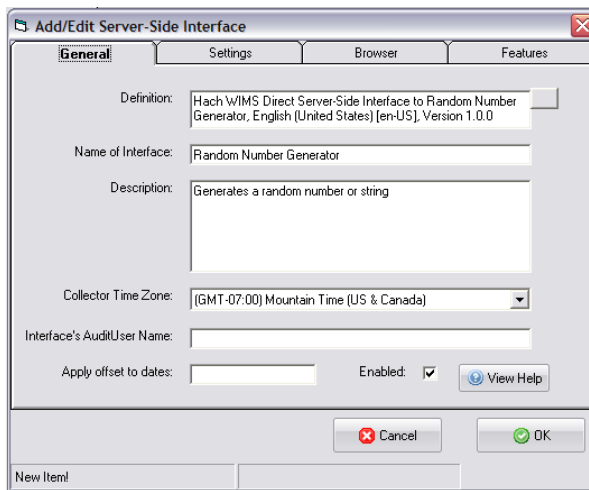 Add/Edit Server-Side Interface
General
Settings
Browser
Features
Definition:
Hach WIMS Direct Server-Side Interface to Random Number
Generator, English (United States) [en-US], Version 1.0.0
Name of Interface:
Random Number Generator
Description:
Generates a random number or string
Collector Time Zone:
(GMT-07:00) Mountain Time (US & Canada)
Interface's AuditUser Name:
Apply offset to dates:
Enabled:
View Help
Cancel
OK
New Item!